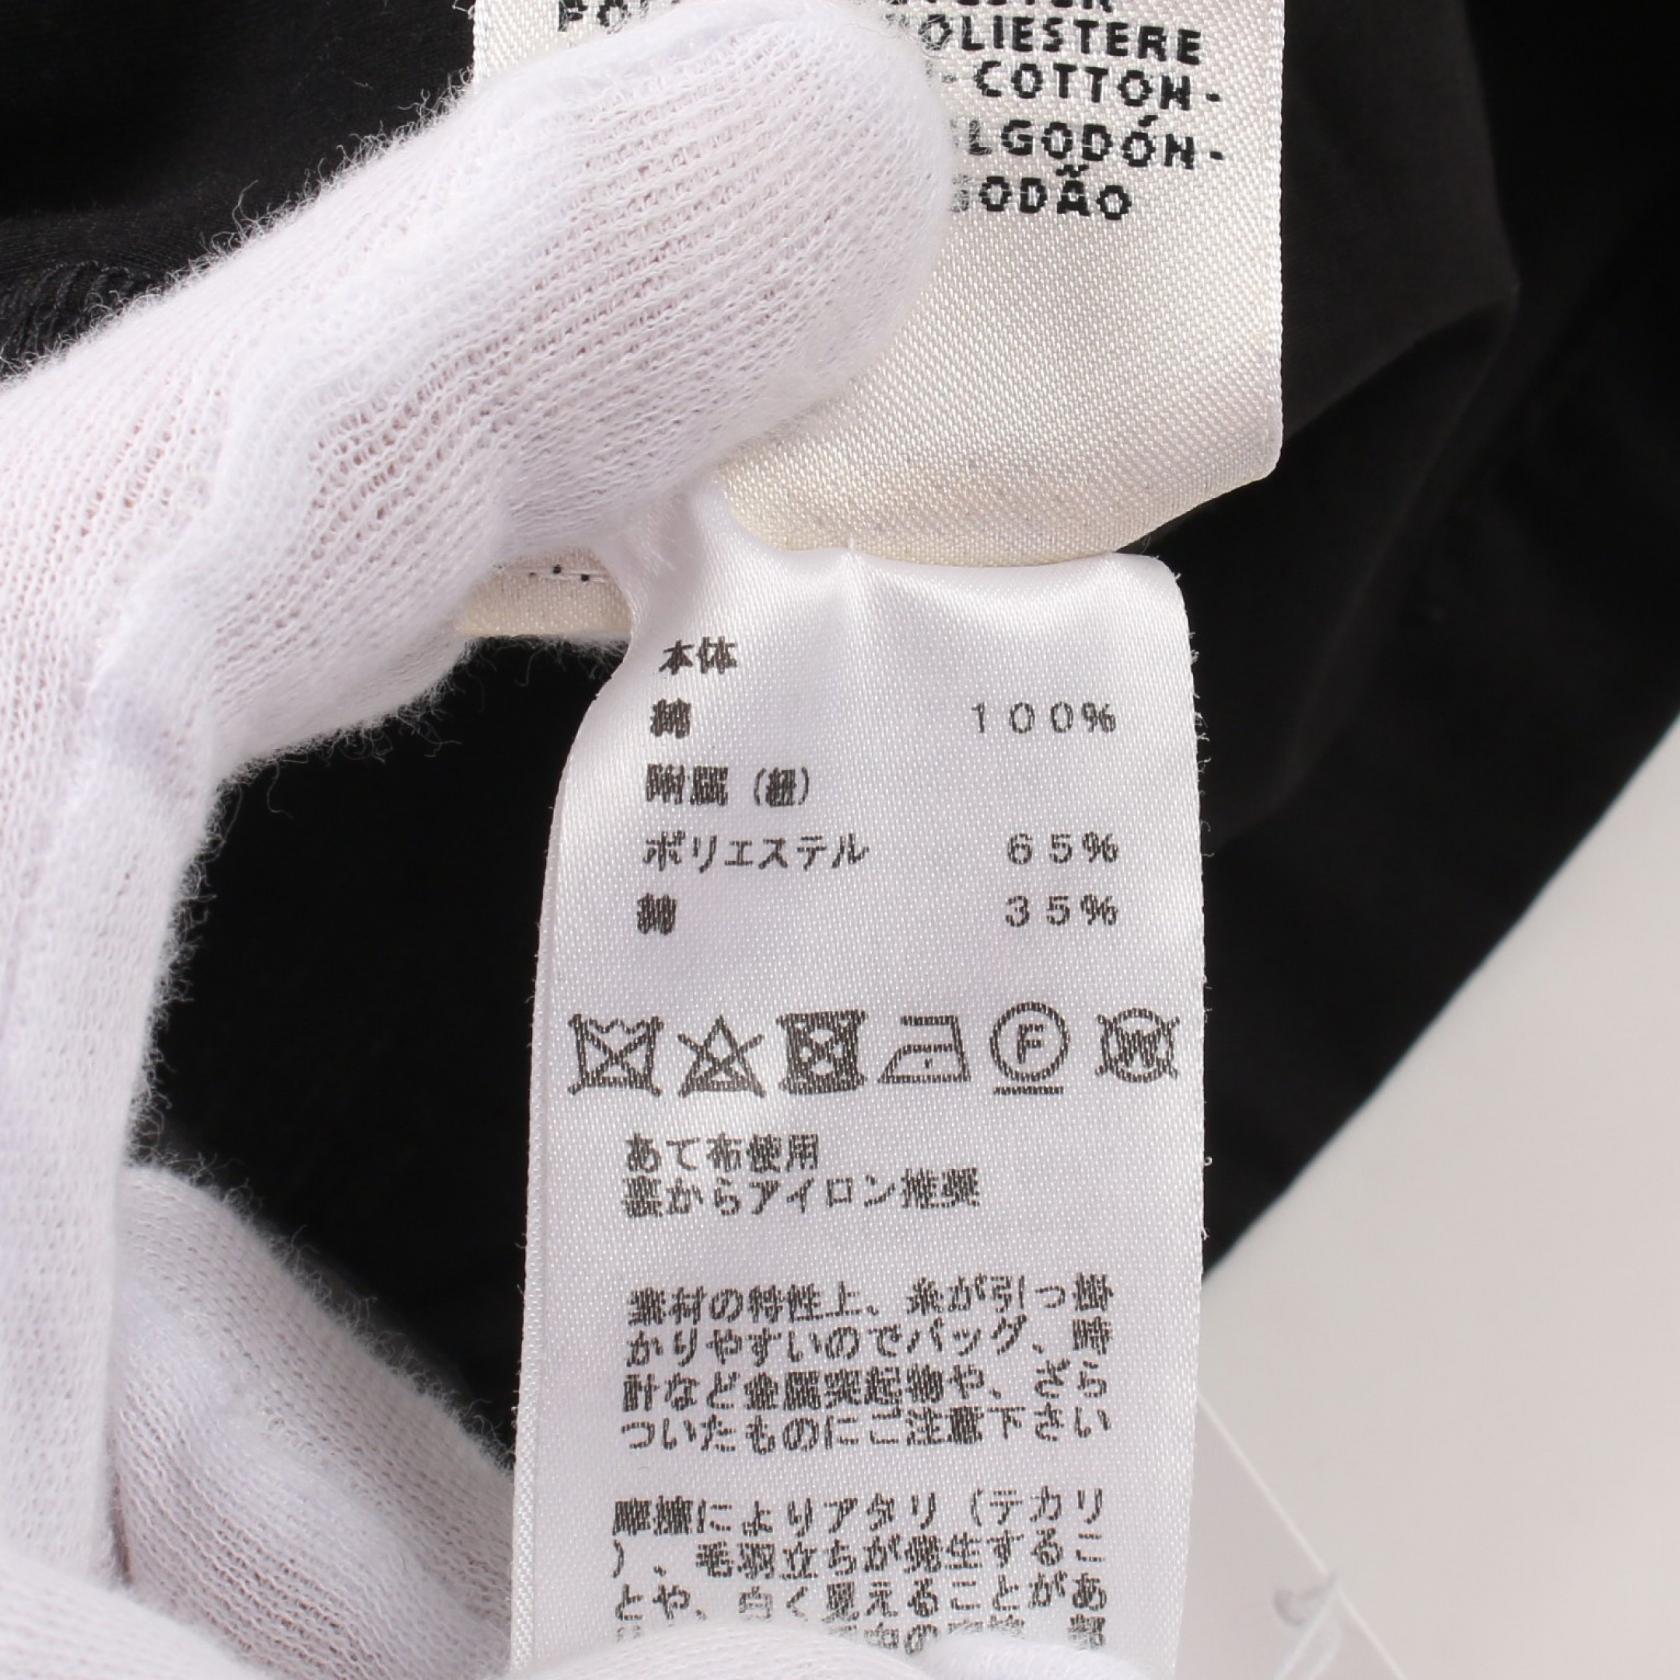 OLIESTERE
-COTTON-
LGODÓN-
GODÃO
本体
綿 100%
附属（紐）
ポリエステル 65%
綿 35%
F W
あて布使用
裏からアイロン推奨
素材の特性上、糸が引っ掛
かりやすいのでバッグ、時
計など金属突起物や、ざら
ついたものにご注意下さい
摩擦によりアタリ（テカリ
）、毛羽立ちが発生するこ
とや、白く見えることがあ